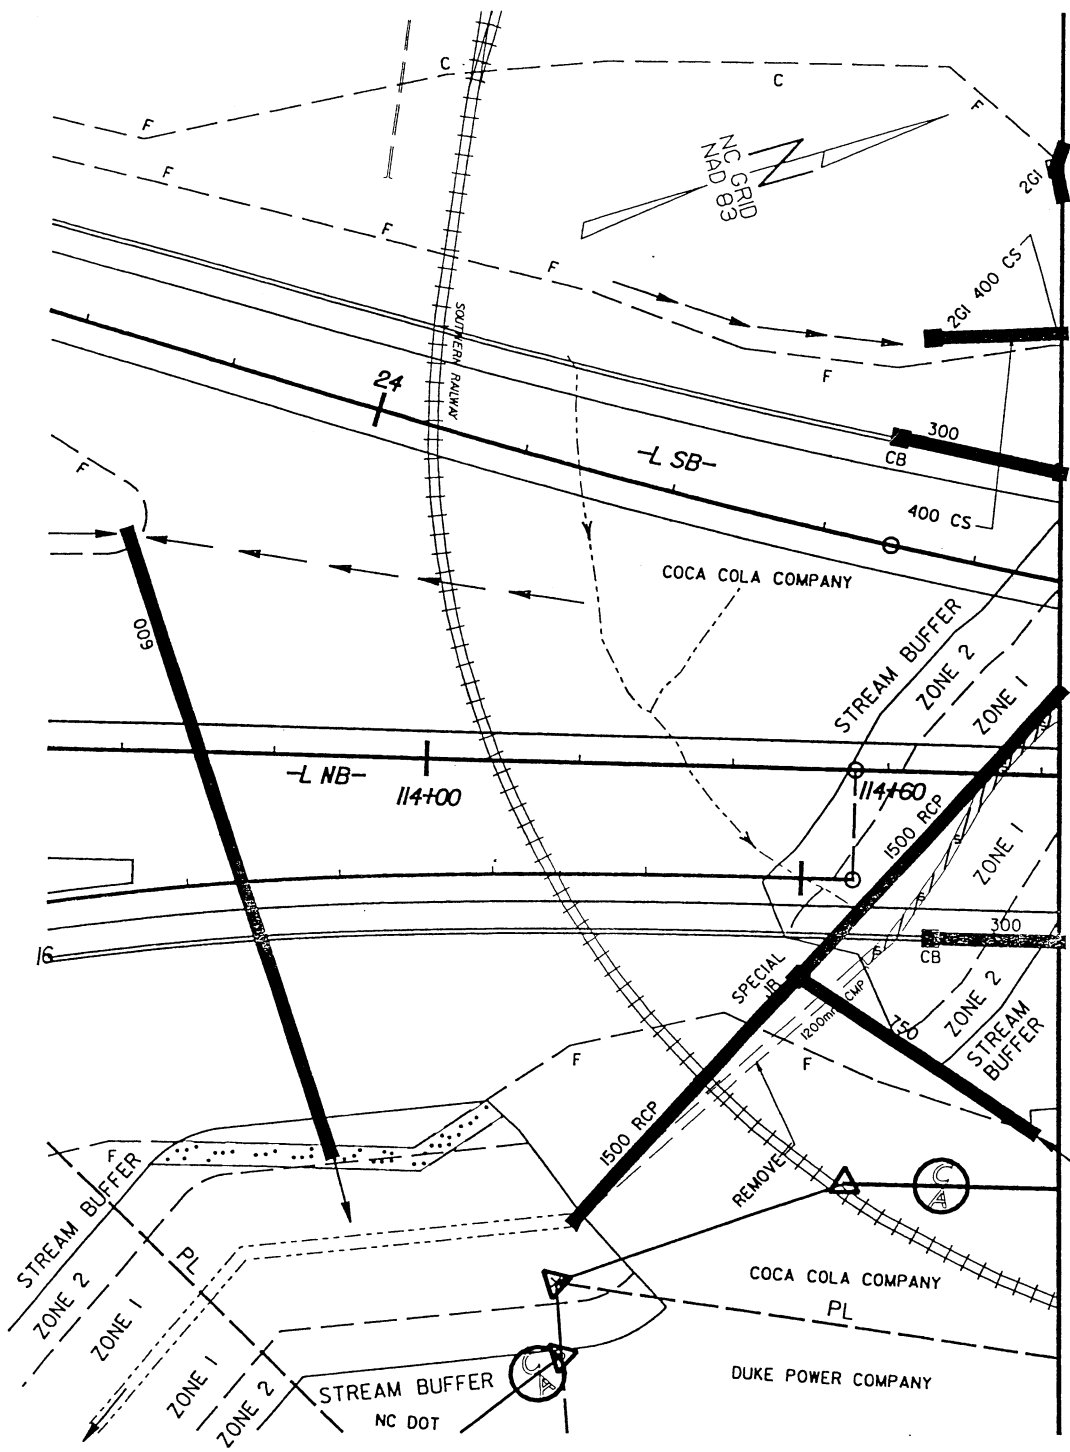 C
C
F
F
F
NC GRID
NAD 83
2GI
F
F
2GI 400 CS
SOUTHERN RAILWAY
F
24
300
CB
-L SB-
F
400 CS
COCA COLA COMPANY
600
STREAM BUFFER
ZONE 2
ZONE 1
-L NB-
114+00
114+60
1500 RCP
ZONE 1
16
300
CB
SPECIAL
JB
1200mm CMP
750
ZONE 2
STREAM
BUFFER
F
F
1500 RCP
F
REMOVE
STREAM BUFFER
ZONE 2
ZONE 1
PL
CA
COCA COLA COMPANY
PL
ZONE 1
ZONE 2
CA
STREAM BUFFER
NC DOT
DUKE POWER COMPANY